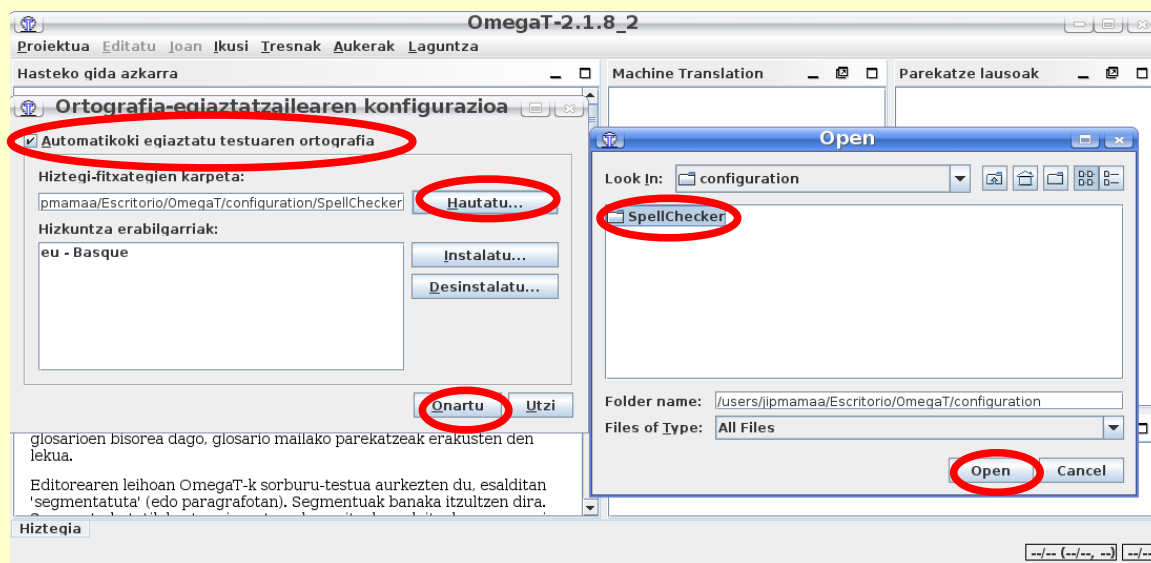 OmegaT-2.1.8_2
Proiektua Editatu Joan Ikusi Tresnak Aukerak Laguntza
Hasteko gida azkarra
Machine Translation
Parekatze lausoak
Ortografia-egiaztatzailearen konfigurazioa
Automatikoki egiaztatu testuaren ortografia
Hiztegi-fitxategien karpeta:
pmamaa/Escritorio/OmegaT/configuration/SpellChecker
Hautatu...
Hizkuntza erabilgarriak:
eu - Basque
Instalatu...
Desinstalatu...
Onartu
Utzi
Open
Look In:
configuration
SpellChecker
Folder name:
/users/jipmamaa/Escritorio/OmegaT/configuration
Files of Type:
All Files
Open
Cancel
glosarioen bisorea dago, glosario mailako parekatzeak erakusten den
lekua.
Editorearen leihoan OmegaT-k sorburu-testua aurkezten du, esalditan
'segmentatuta' (edo paragrafotan). Segmentuak banaka itzultzen dira.
Hiztegia
--/-- (--/--, --)
--/--